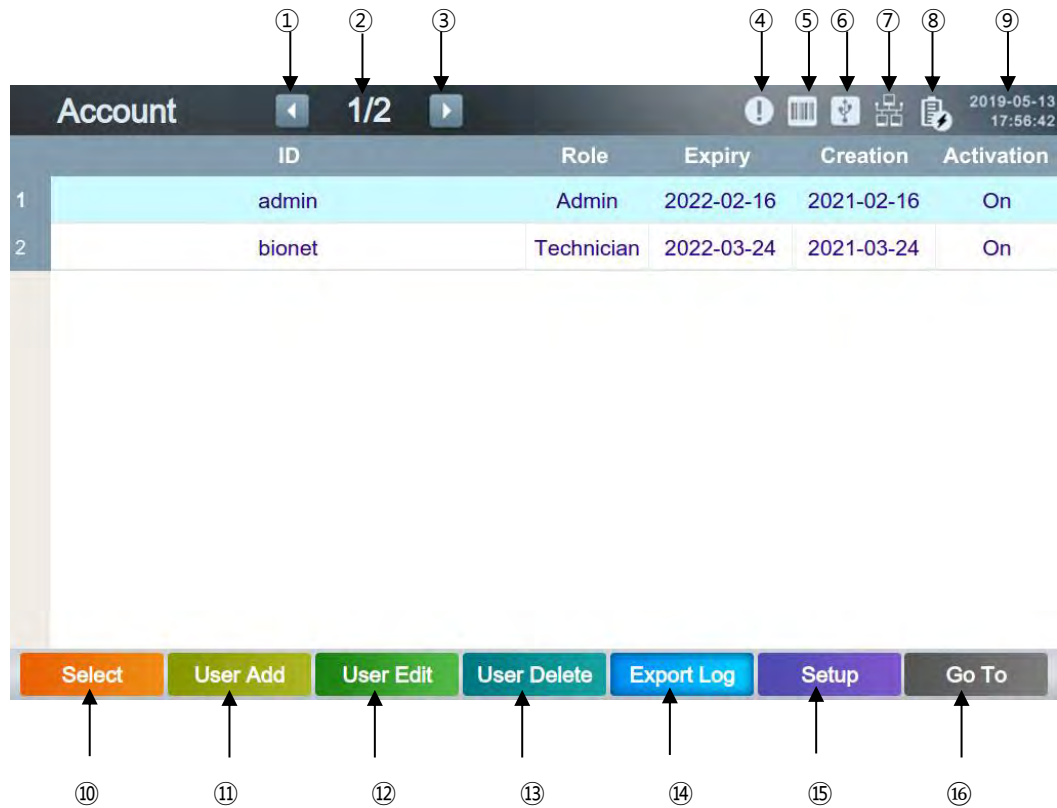 ① ② ③ ④ ⑤ ⑥ ⑦ ⑧ ⑨
Account 1/2 2019-05-13
17:56:42
ID Role Expiry Creation Activation
1 admin Admin 2022-02-16 2021-02-16 On
2 bionet Technician 2022-03-24 2021-03-24 On
Select User Add User Edit User Delete Export Log Setup Go To
⑩ ⑪ ⑫ ⑬ ⑭ ⑮ ⑯